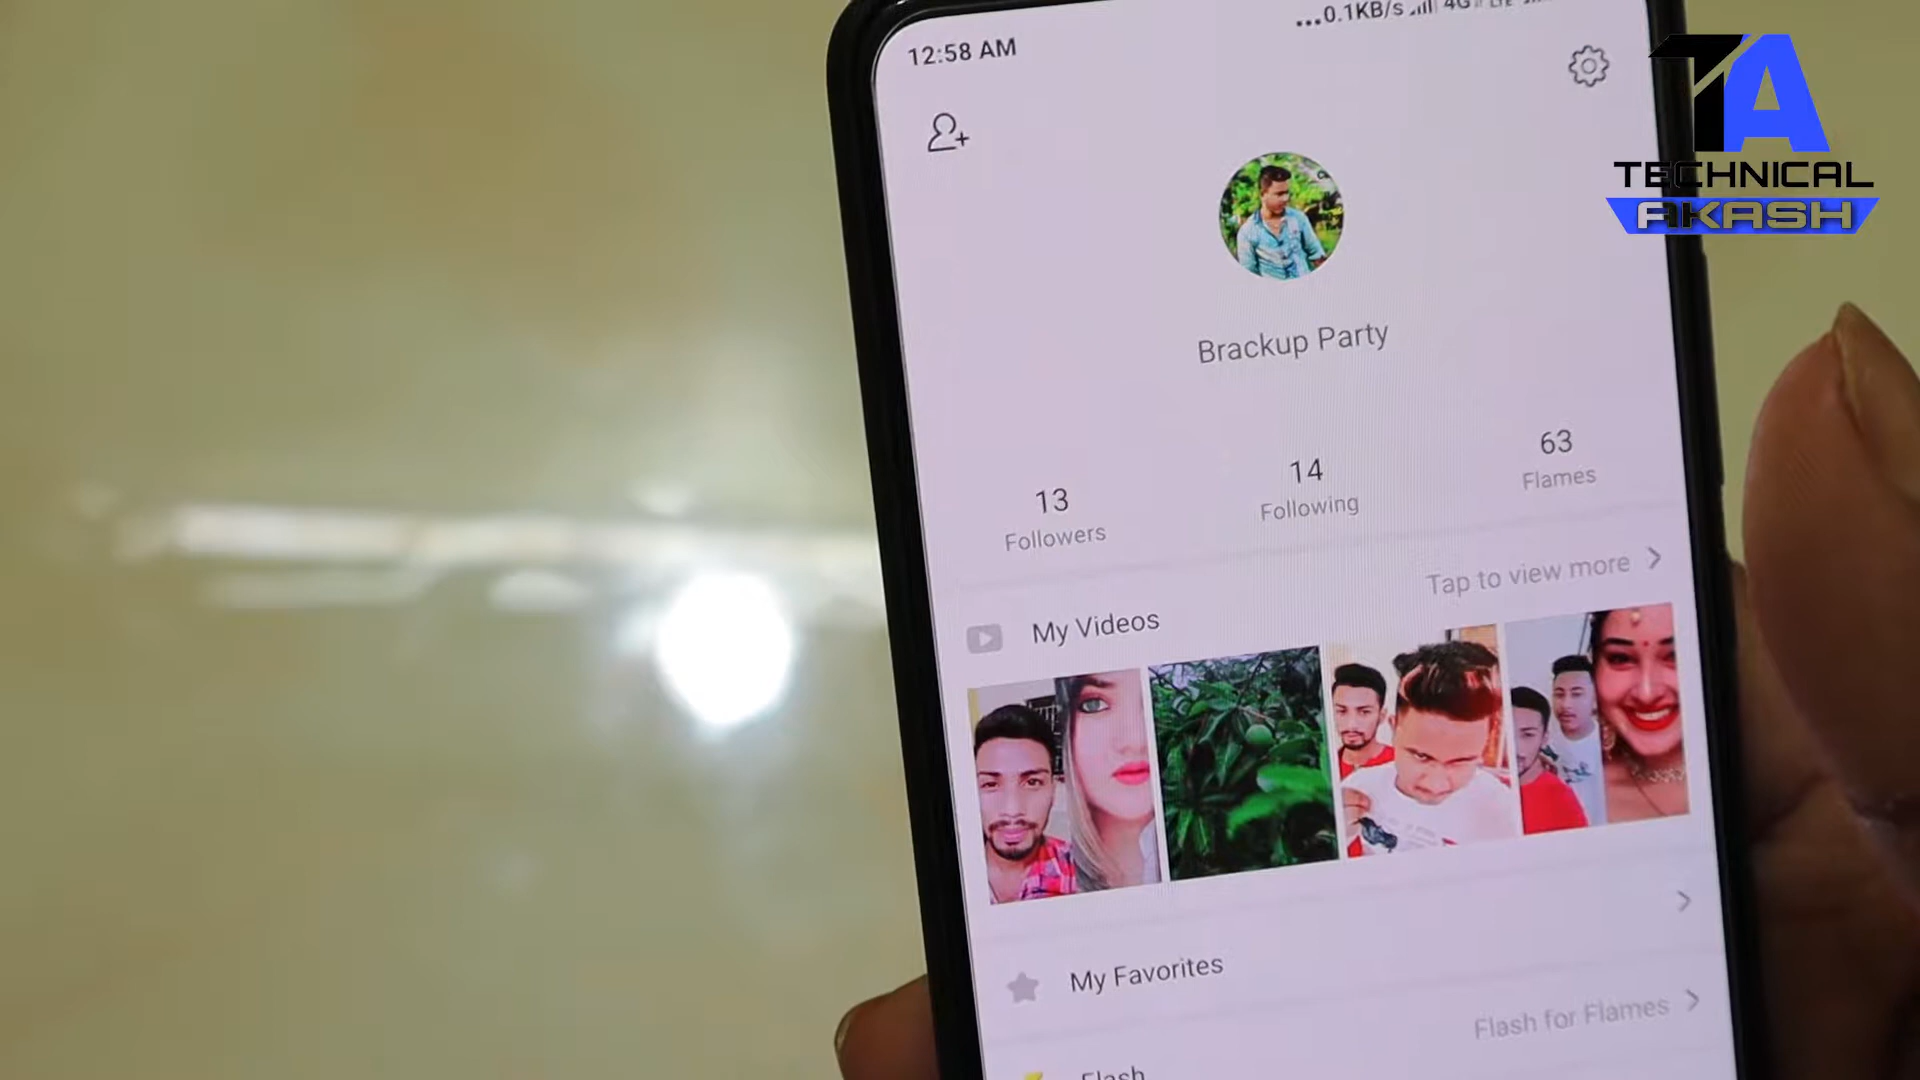 12:58 AM
...0.1KB/s
4G
TA
TECHNICAL
AKASH
Brackup Party
13
Followers
14
Following
63
Flames
Tap to view more
My Videos
My Favorites
Flash for Flames
Flash